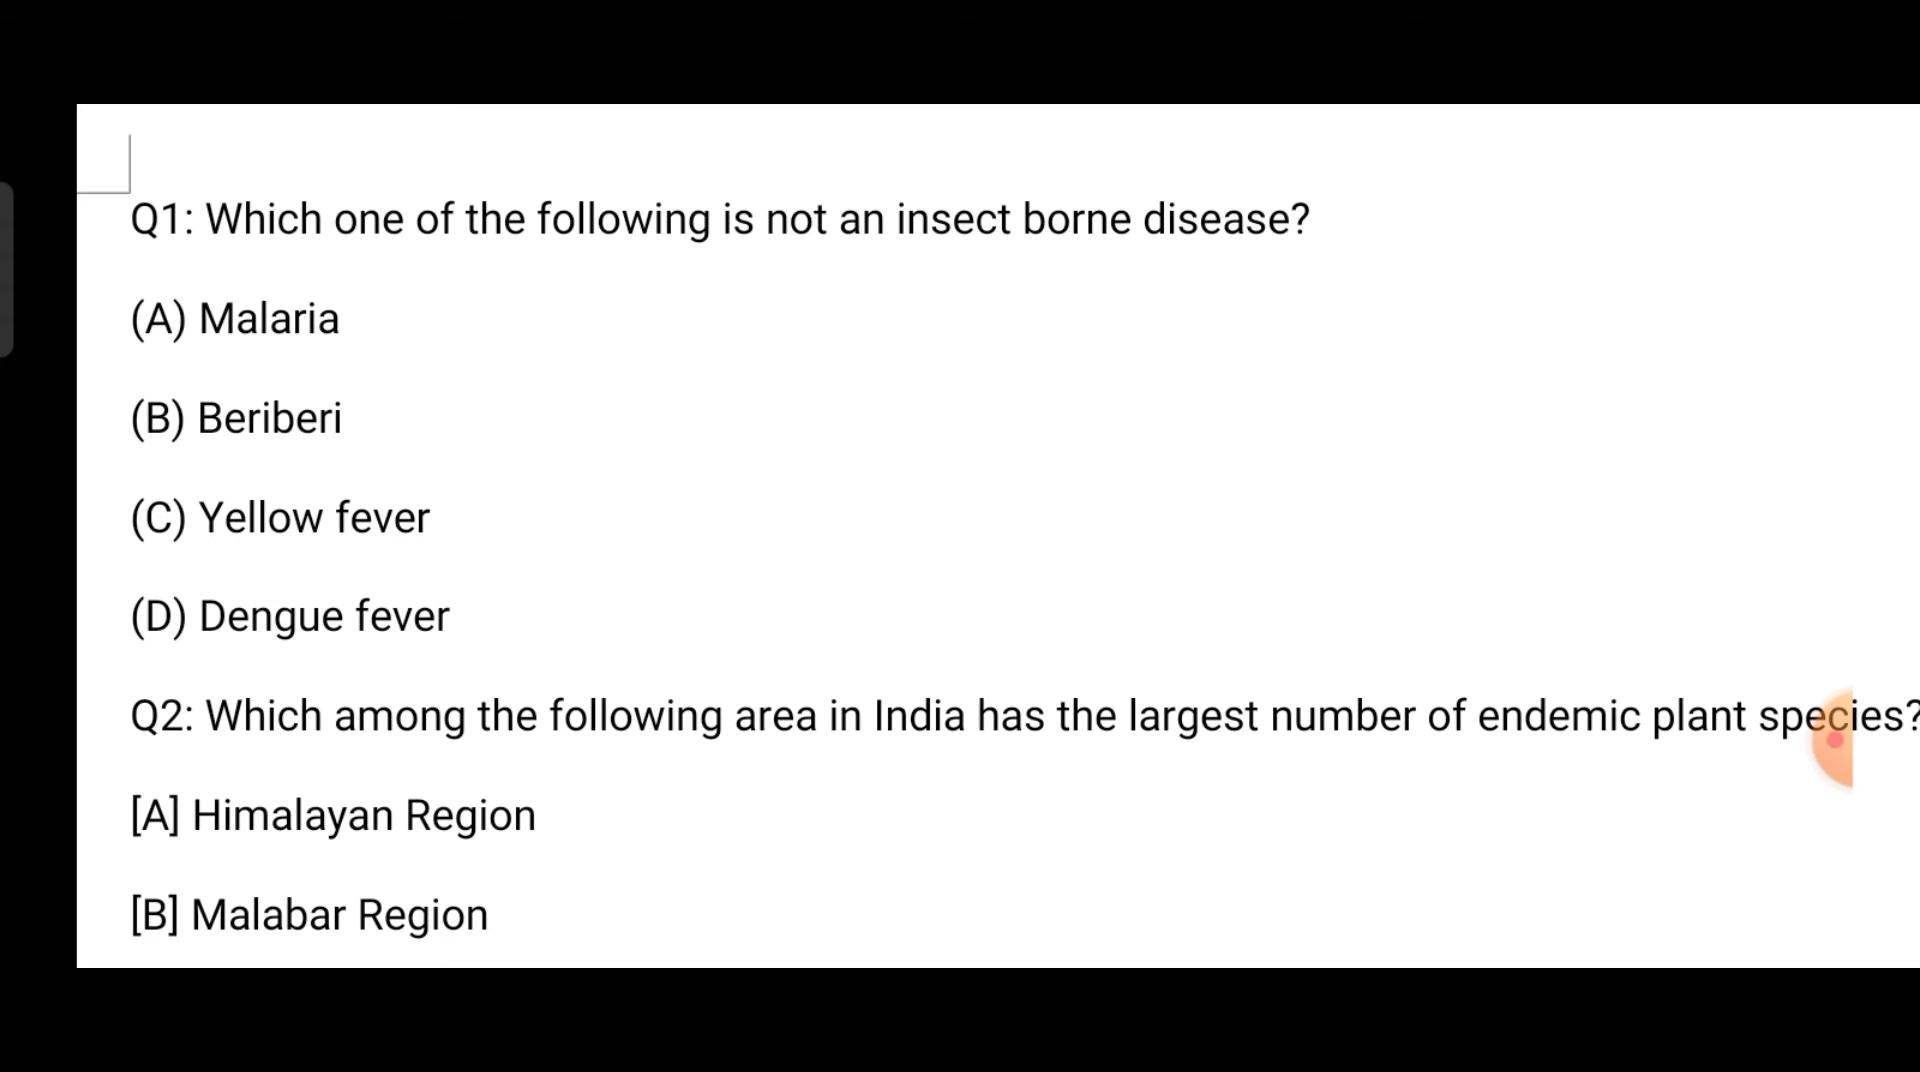 Q1: Which one of the following is not an insect borne disease?
(A) Malaria
(B) Beriberi
(C) Yellow fever
(D) Dengue fever
Q2: Which among the following area in India has the largest number of endemic plant species?
[A] Himalayan Region
[B] Malabar Region